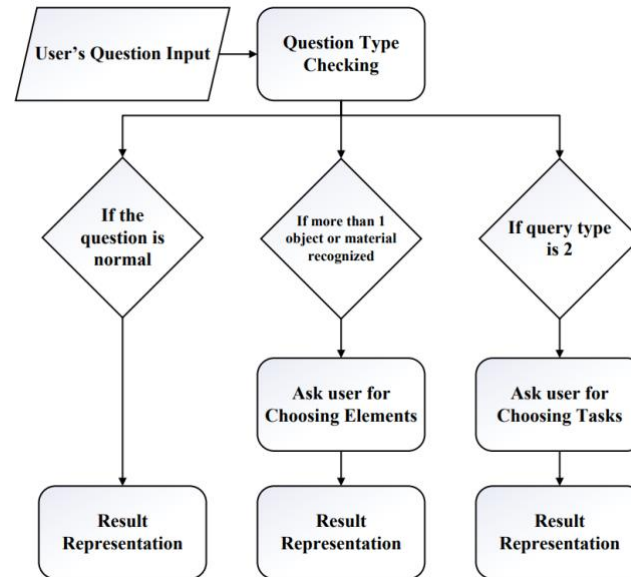 User's Question Input
Question Type
Checking
If the
question is
normal
If more than 1
object or material
recognized
If query type
is 2
Ask user for
Choosing Elements
Ask user for
Choosing Tasks
Result
Representation
Result
Representation
Result
Representation